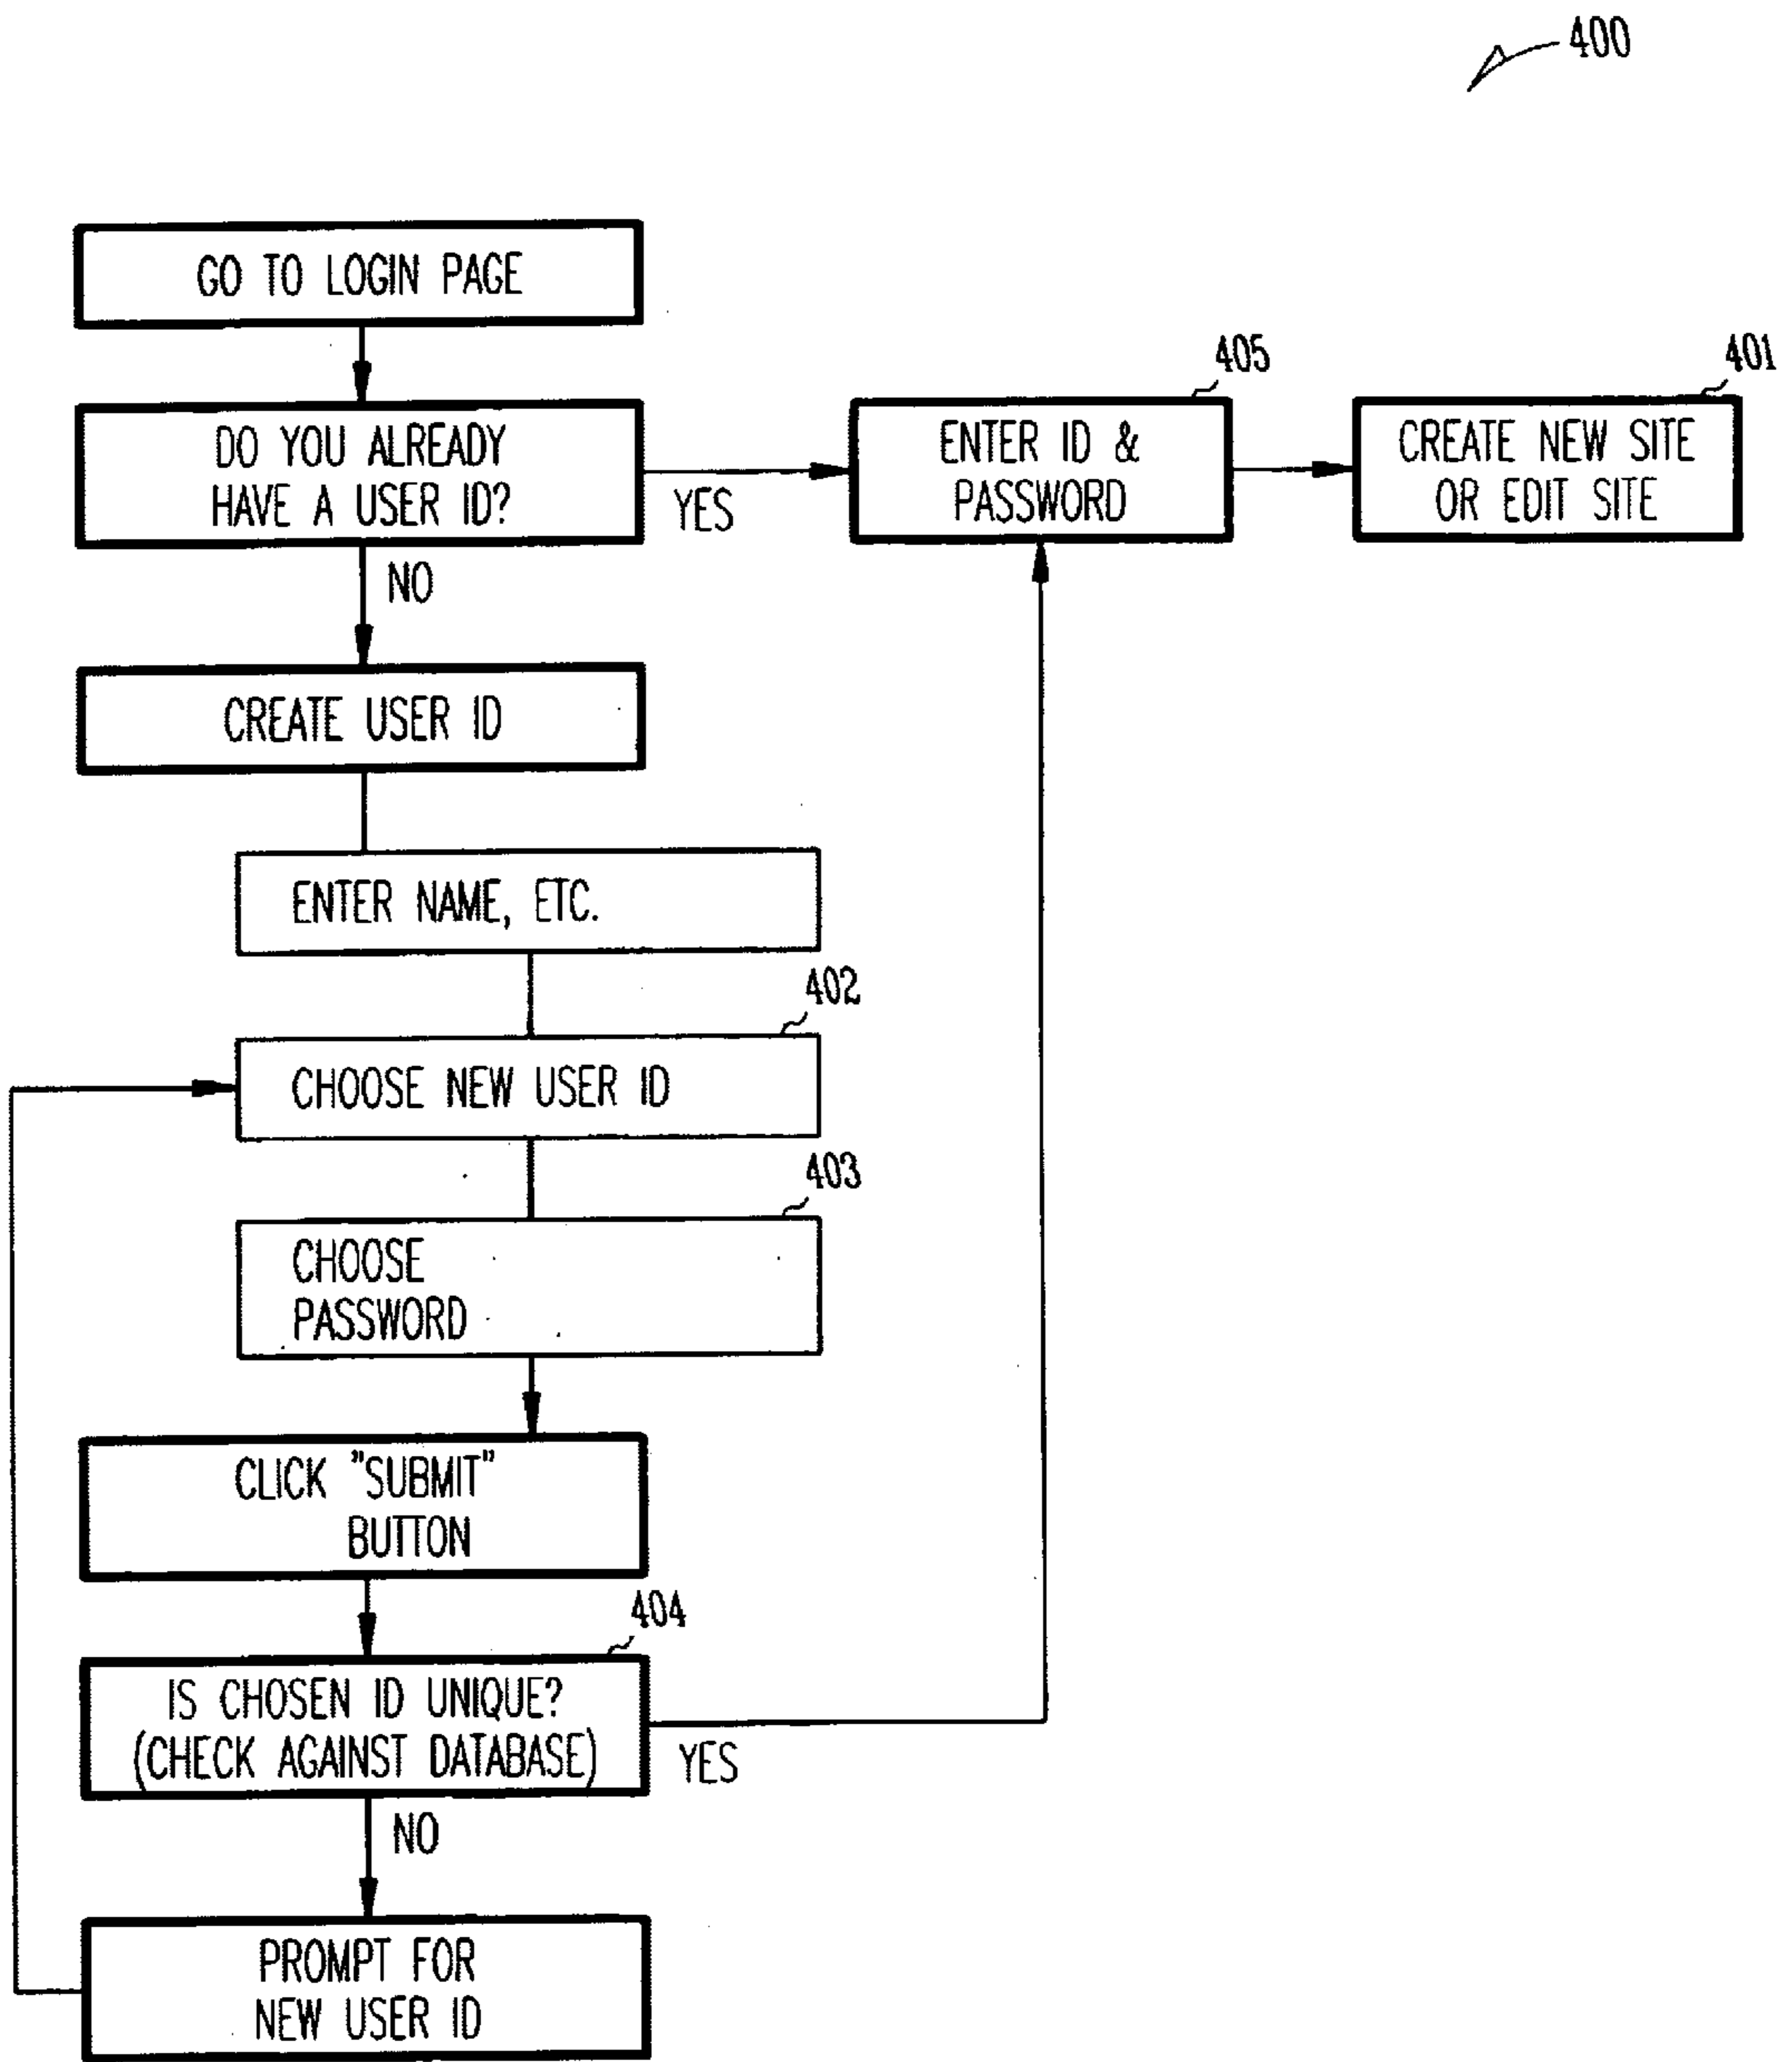 400
GO TO LOGIN PAGE
DO YOU ALREADY
HAVE A USER ID?
YES
NO
405
ENTER ID &
PASSWORD
401
CREATE NEW SITE
OR EDIT SITE
CREATE USER ID
ENTER NAME, ETC.
402
CHOOSE NEW USER ID
403
CHOOSE
PASSWORD
CLICK "SUBMIT"
BUTTON
404
IS CHOSEN ID UNIQUE?
(CHECK AGAINST DATABASE)
YES
NO
PROMPT FOR
NEW USER ID